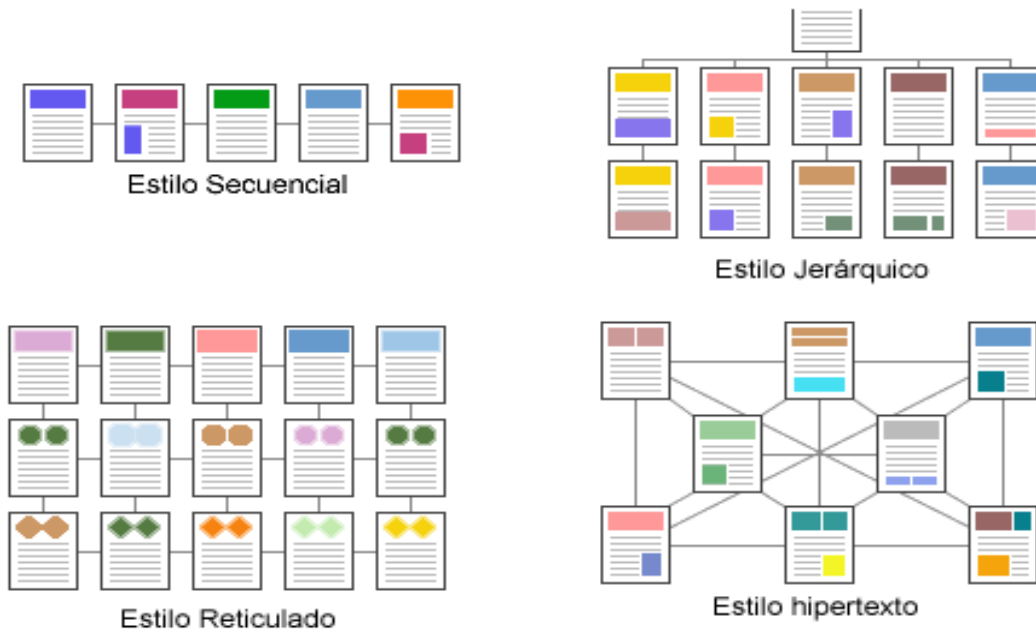 Estilo Secuencial
Estilo Jerárquico
Estilo Reticulado
Estilo hipertexto